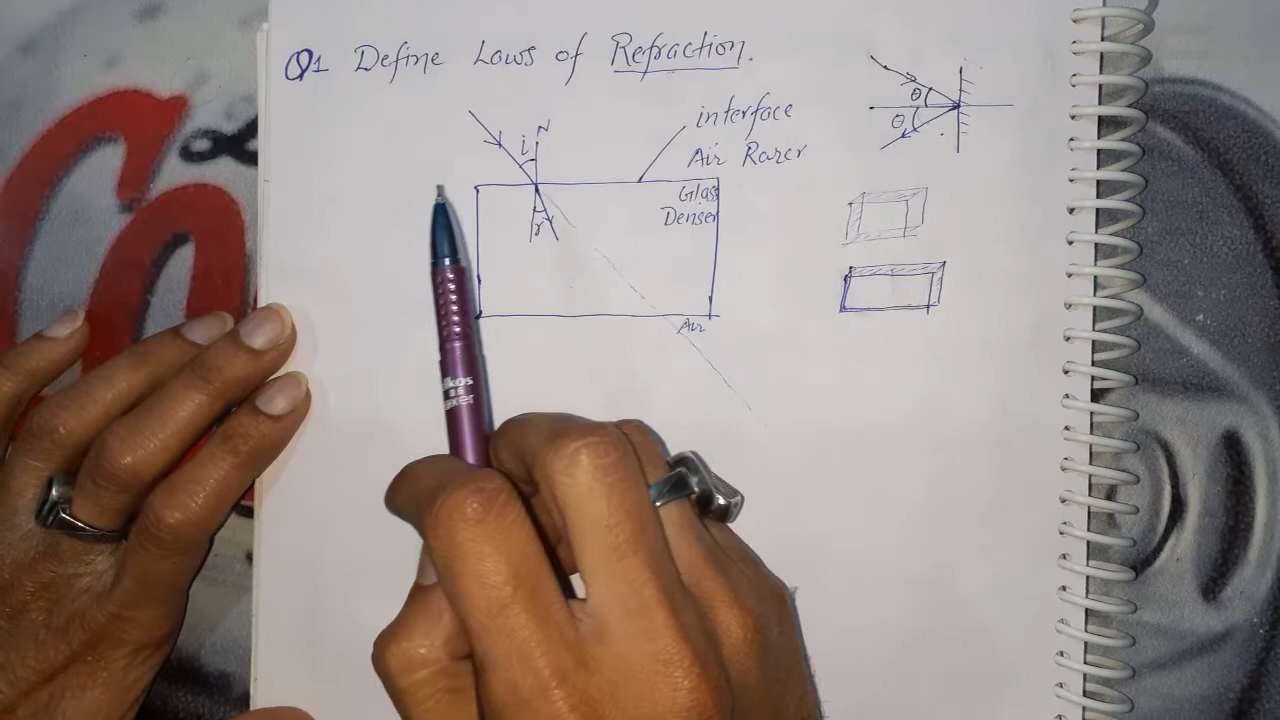 Q1 Define Laws of Refraction.
N
i
r
interface
Air Rarer
Glass
Denser
Air
θ
θ